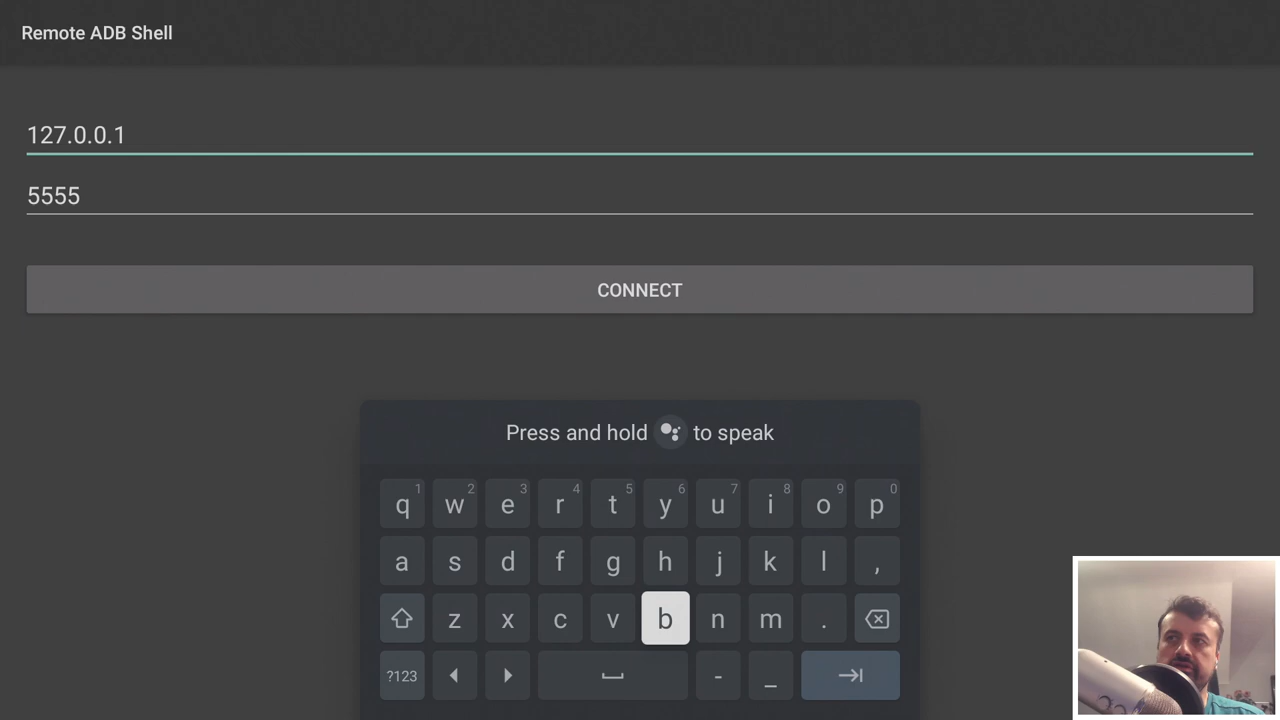 Remote ADB Shell
127.0.0.1
5555
CONNECT
Press and hold to speak
q 1 w 2 e 3 r 4 t 5 y 6 u 7 i 8 o 9 p 0
a s d f g h j k l ,
z x c v b n m .
?123 - _